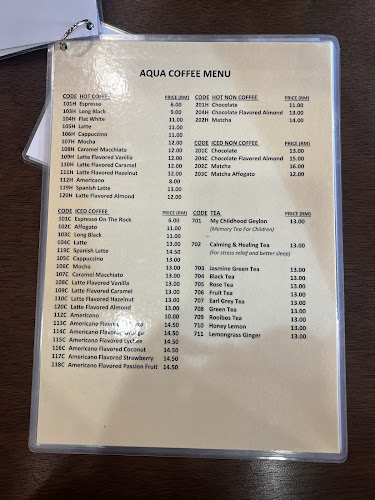 AQUA COFFEE MENU
CODE HOT COFFEE PRICE (RM)
101H Espresso 6.00
103H Long Black 9.00
104H Flat White 11.00
105H Latte 11.00
106H Cappuccino 11.00
107H Mocha 12.00
108H Caramel Macchiato 12.00
109H Latte Flavored Vanilla 12.00
110H Latte Flavored Caramel 12.00
111H Latte Flavored Hazelnut 12.00
112H Americano 8.00
119H Spanish Latte 13.00
120H Latte Flavored Almond 12.00
CODE HOT NON COFFEE PRICE (RM)
201H Chocolate 11.00
204H Chocolate Flavored Almond 13.00
202H Matcha 14.00
CODE ICED NON COFFEE PRICE (RM)
201C Chocolate 13.00
204C Chocolate Flavored Almond 15.00
202C Matcha 16.00
203C Matcha Affogato 12.00
CODE ICED COFFEE PRICE (RM)
101C Espresso On The Rock 6.00
102C Affogato 11.00
103C Long Black 11.00
104C Latte 13.00
119C Spanish Latte 14.50
105C Cappuccino 13.00
106C Mocha 13.00
107C Caramel Macchiato 13.00
108C Latte Flavored Vanilla 13.00
109C Latte Flavored Caramel 13.00
110C Latte Flavored Hazelnut 13.00
120C Latte Flavored Almond 13.00
112C Americano 10.00
113C Americano 14.50
114C Americano 14.50
115C Americano Flavored Lychee 14.50
116C Americano Flavored Coconut 14.50
117C Americano Flavored Strawberry 14.50
118C Americano Flavored Passion Fruit 14.50
CODE TEA PRICE (RM)
701 My Childhood Geylon 13.00
(Memory Tea For Children)
702 Calming & Healing Tea 13.00
(For stress relief and better sleep)
703 Jasmine Green Tea 13.00
704 Black Tea 13.00
705 Rose Tea 13.00
706 Fruit Tea 13.00
707 Earl Grey Tea 13.00
708 Green Tea 13.00
709 Rooibos Tea 13.00
710 Honey Lemon 13.00
711 Lemongrass Ginger 13.00